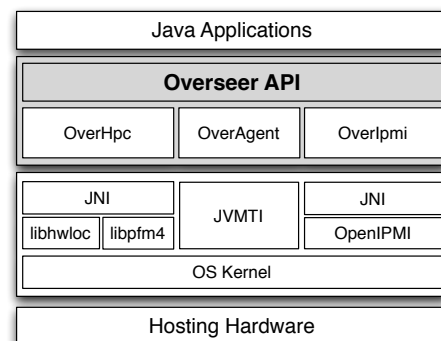 Java Applications
Overseer API
OverHpc OverAgent OverIpmi
JNI JVMTI JNI
libhwloc libpfm4 OpenIPMI
OS Kernel
Hosting Hardware